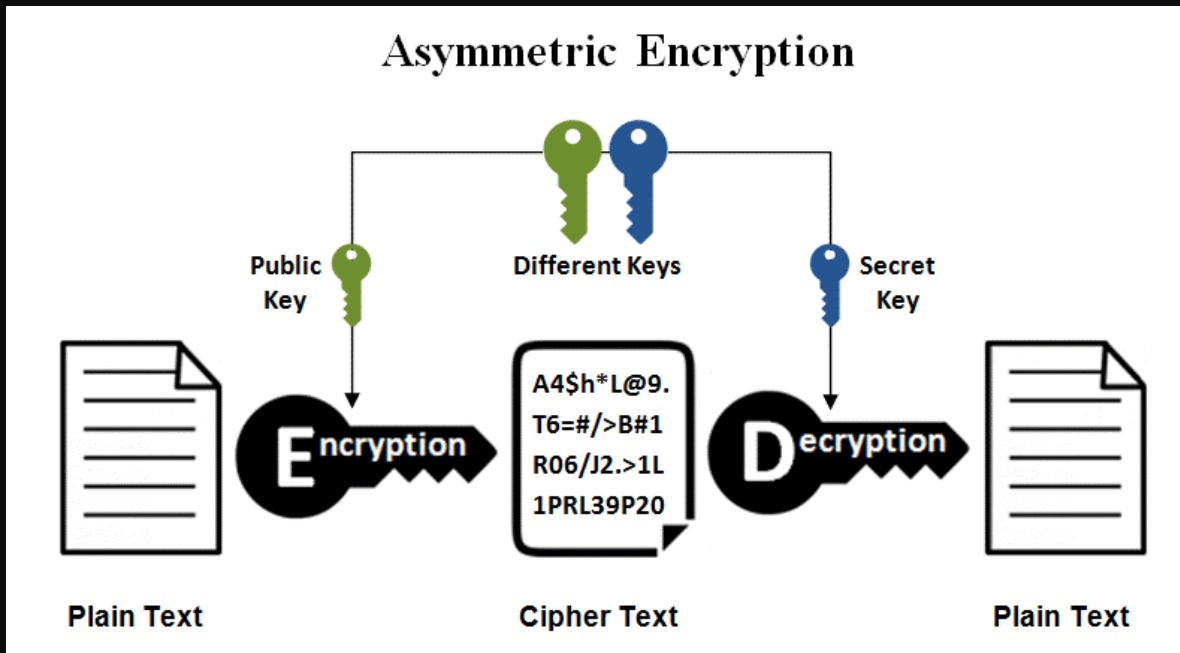 Asymmetric Encryption
Public
Key
Different Keys
Secret
Key
Encryption
A4$h*L@9.
T6=#/>B#1
R06/J2.>1L
1PRL39P20
Decryption
Plain Text
Cipher Text
Plain Text